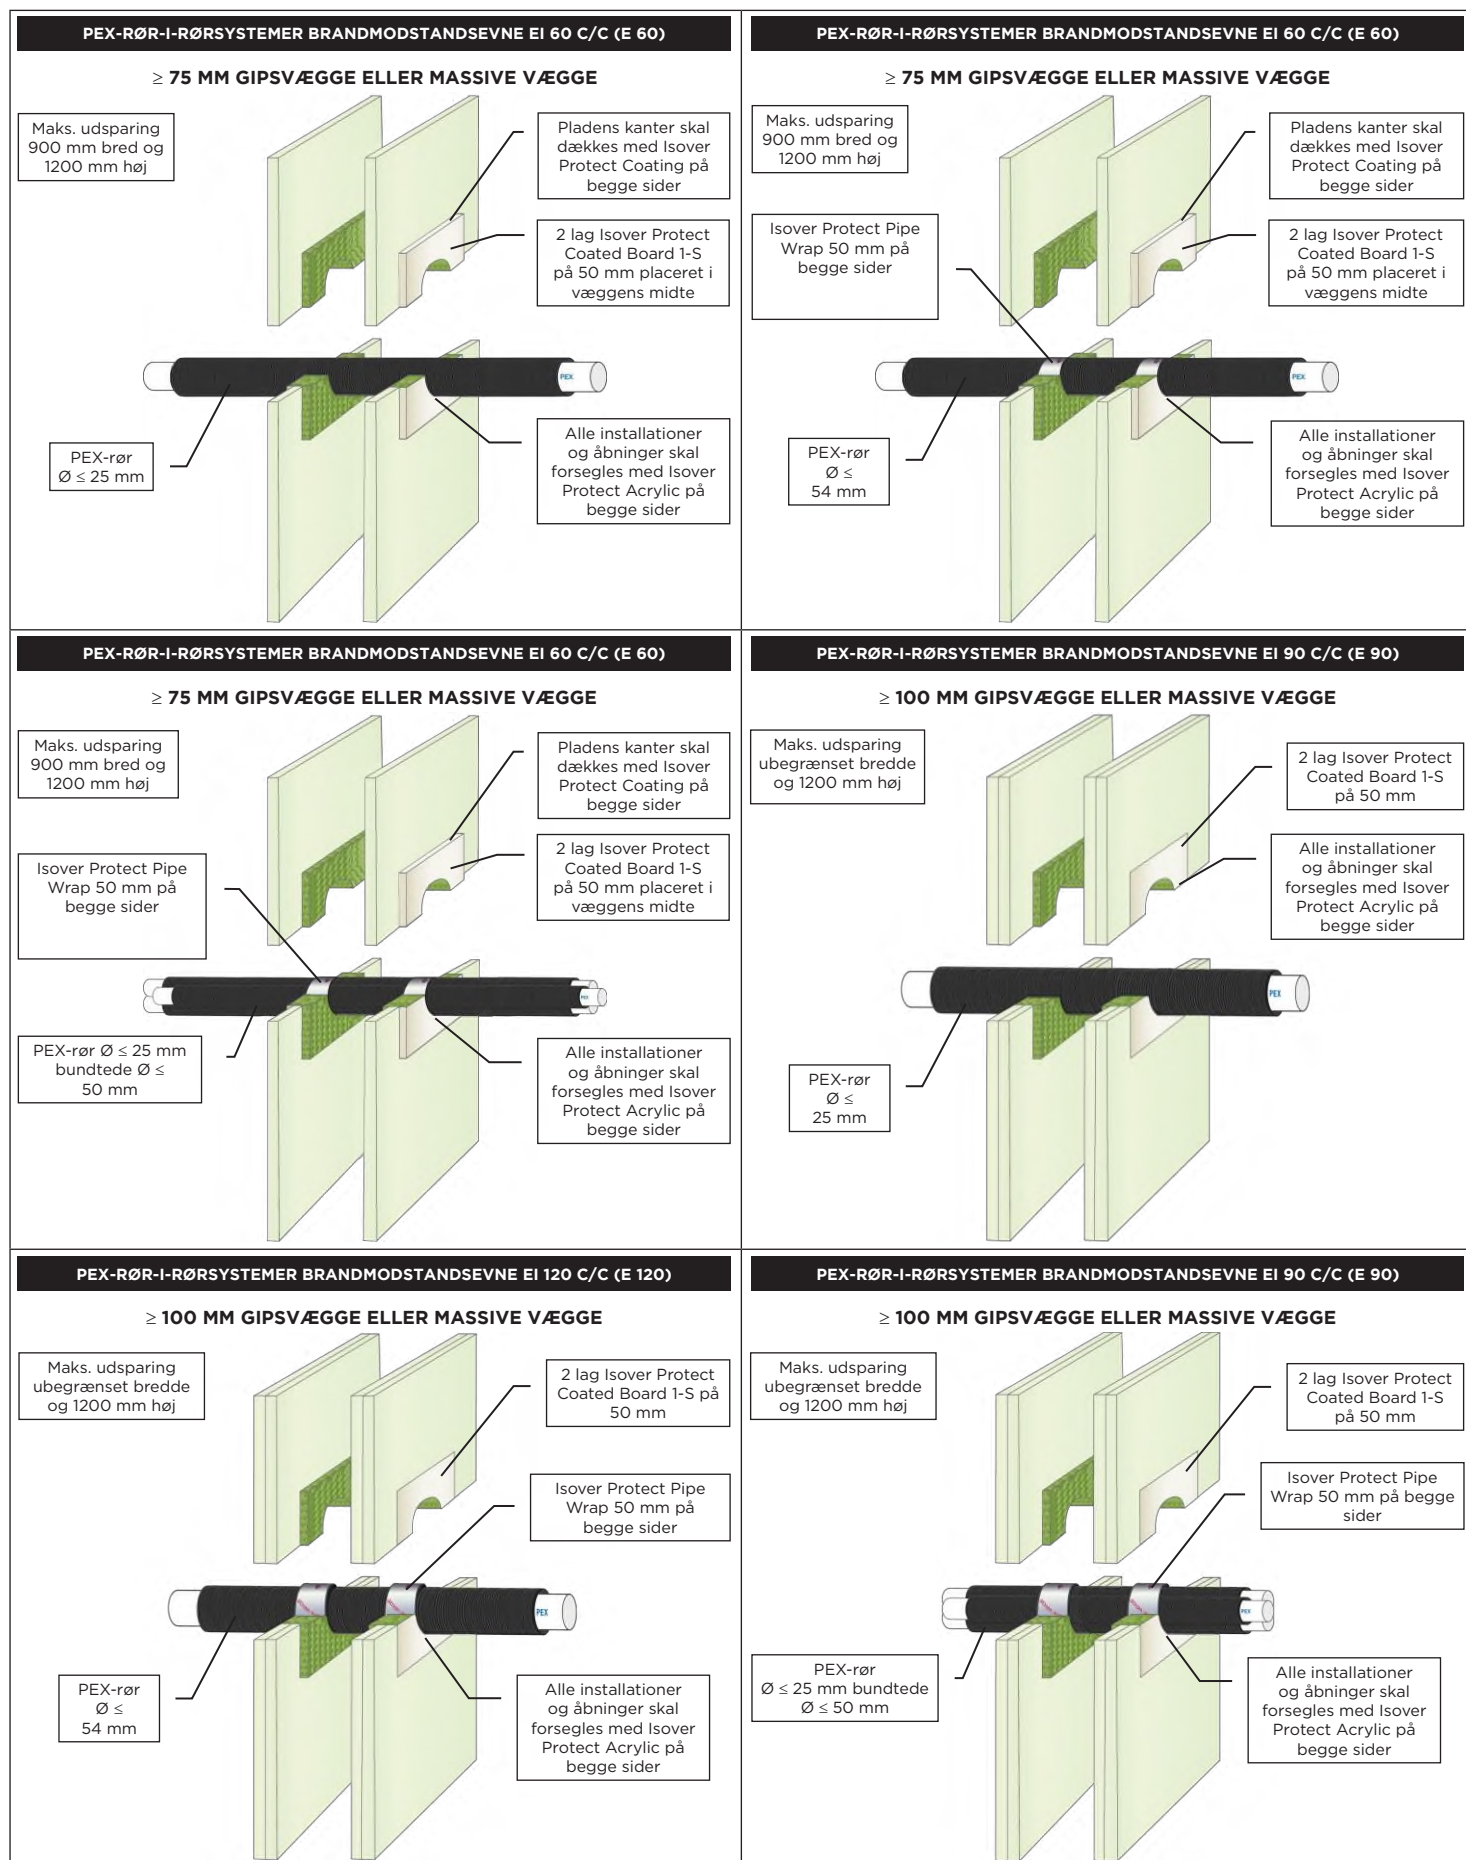 PEX-RØR-I-RØRSYSTEMER BRANDMODSTANDSEVNE EI 60 C/C (E 60)
≥ 75 MM GIPSVÆGGE ELLER MASSIVE VÆGGE
Maks. udsparing
900 mm bred og
1200 mm høj
Pladens kanter skal
dækkes med Isover
Protect Coating på
begge sider
2 lag Isover Protect
Coated Board 1-S
på 50 mm placeret i
væggens midte
PEX
PEX-rør
Ø ≤ 25 mm
Alle installationer
og åbninger skal
forsegles med Isover
Protect Acrylic på
begge sider
PEX-RØR-I-RØRSYSTEMER BRANDMODSTANDSEVNE EI 60 C/C (E 60)
≥ 75 MM GIPSVÆGGE ELLER MASSIVE VÆGGE
Maks. udsparing
900 mm bred og
1200 mm høj
Pladens kanter skal
dækkes med Isover
Protect Coating på
begge sider
Isover Protect Pipe
Wrap 50 mm på
begge sider
2 lag Isover Protect
Coated Board 1-S
på 50 mm placeret i
væggens midte
PEX
PEX-rør
Ø ≤
54 mm
Alle installationer
og åbninger skal
forsegles med Isover
Protect Acrylic på
begge sider
PEX-RØR-I-RØRSYSTEMER BRANDMODSTANDSEVNE EI 60 C/C (E 60)
≥ 75 MM GIPSVÆGGE ELLER MASSIVE VÆGGE
Maks. udsparing
900 mm bred og
1200 mm høj
Pladens kanter skal
dækkes med Isover
Protect Coating på
begge sider
Isover Protect Pipe
Wrap 50 mm på
begge sider
2 lag Isover Protect
Coated Board 1-S
på 50 mm placeret i
væggens midte
PEX
PEX-rør Ø ≤ 25 mm
bundtede Ø ≤
50 mm
Alle installationer
og åbninger skal
forsegles med Isover
Protect Acrylic på
begge sider
PEX-RØR-I-RØRSYSTEMER BRANDMODSTANDSEVNE EI 90 C/C (E 90)
≥ 100 MM GIPSVÆGGE ELLER MASSIVE VÆGGE
Maks. udsparing
ubegrænset bredde
og 1200 mm høj
2 lag Isover Protect
Coated Board 1-S
på 50 mm
Alle installationer
og åbninger skal
forsegles med Isover
Protect Acrylic på
begge sider
PEX
PEX-rør
Ø ≤
25 mm
PEX-RØR-I-RØRSYSTEMER BRANDMODSTANDSEVNE EI 120 C/C (E 120)
≥ 100 MM GIPSVÆGGE ELLER MASSIVE VÆGGE
Maks. udsparing
ubegrænset bredde
og 1200 mm høj
2 lag Isover Protect
Coated Board 1-S på
50 mm
Isover Protect Pipe
Wrap 50 mm på
begge sider
PEX
PEX-rør
Ø ≤
54 mm
Alle installationer
og åbninger skal
forsegles med Isover
Protect Acrylic på
begge sider
PEX-RØR-I-RØRSYSTEMER BRANDMODSTANDSEVNE EI 90 C/C (E 90)
≥ 100 MM GIPSVÆGGE ELLER MASSIVE VÆGGE
Maks. udsparing
ubegrænset bredde
og 1200 mm høj
2 lag Isover Protect
Coated Board 1-S
på 50 mm
Isover Protect Pipe
Wrap 50 mm på begge
sider
PEX
PEX-rør
Ø ≤ 25 mm bundtede
Ø ≤ 50 mm
Alle installationer
og åbninger skal
forsegles med Isover
Protect Acrylic på
begge sider